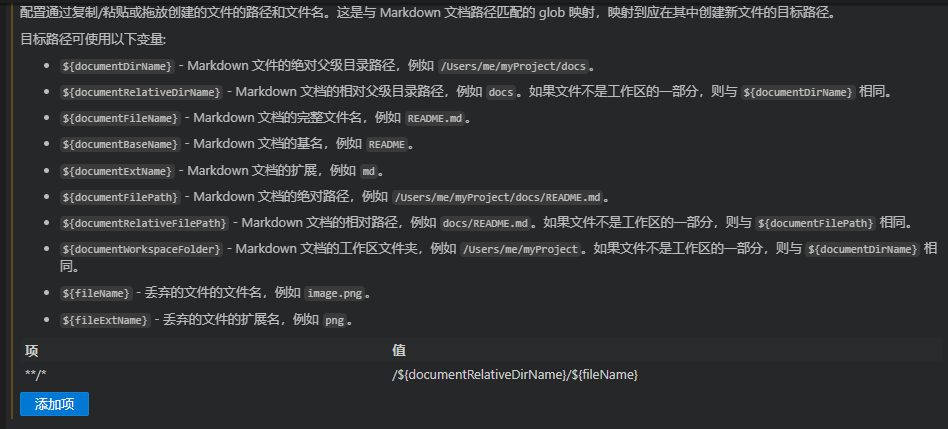 配置通过复制/粘贴或拖放创建的文件的路径和文件名。这是与 Markdown 文档路径匹配的 glob 映射，映射到应在其中创建新文件的目标路径。
目标路径可使用以下变量:
• ${documentDirName} - Markdown 文件的绝对父级目录路径，例如 /Users/me/myProject/docs。
• ${documentRelativeDirName} - Markdown 文档的相对父级目录路径，例如 docs。如果文件不是工作区的一部分，则与 ${documentDirName} 相同。
• ${documentFileName} - Markdown 文档的完整文件名，例如 README.md。
• ${documentBaseName} - Markdown 文档的基名，例如 README。
• ${documentExtName} - Markdown 文档的扩展，例如 md。
• ${documentFilePath} - Markdown 文档的绝对路径，例如 /Users/me/myProject/docs/README.md。
• ${documentRelativeFilePath} - Markdown 文档的相对路径，例如 docs/README.md。如果文件不是工作区的一部分，则与 ${documentFilePath} 相同。
• ${documentWorkspaceFolder} - Markdown 文档的工作区文件夹，例如 /Users/me/myProject。如果文件不是工作区的一部分，则与 ${documentDirName} 相
同。
• ${fileName} - 丢弃的文件的文件名，例如 image.png。
• ${fileExtName} - 丢弃的文件的扩展名，例如 png。
项 值
**/* /${documentRelativeDirName}/${fileName}
添加项